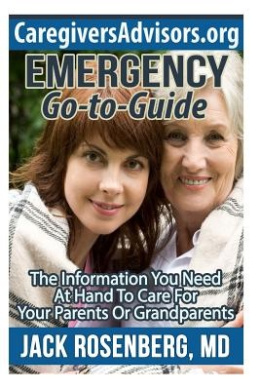 CaregiversAdvisors.org
EMERGENCY
Go-to-Guide
The Information You Need
At Hand To Care For
Your Parents Or Grandparents
JACK ROSENBERG, MD